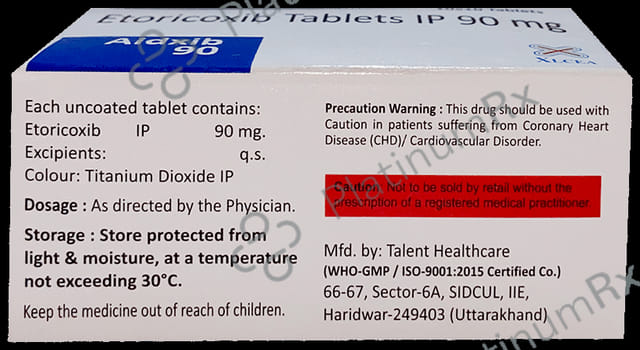 Etoricoxib Tablets IP 90 mg
90
XLCEA
Each uncoated tablet contains:
Etoricoxib IP 90 mg.
Excipients: q.s.
Colour: Titanium Dioxide IP
Dosage : As directed by the Physician.
Storage : Store protected from
light & moisture, at a temperature
not exceeding 30°C.
Keep the medicine out of reach of children.
Precaution Warning : This drug should be used with
Caution in patients suffering from Coronary Heart
Disease (CHD)/ Cardiovascular Disorder.
Caution Not to be sold by retail without the
prescription of a registered medical practitioner
Mfd. by: Talent Healthcare
(WHO-GMP / ISO-9001:2015 Certified Co.)
66-67, Sector-6A, SIDCUL, IIE,
Haridwar-249403 (Uttarakhand)
PlatinumRx
PlatinumRx